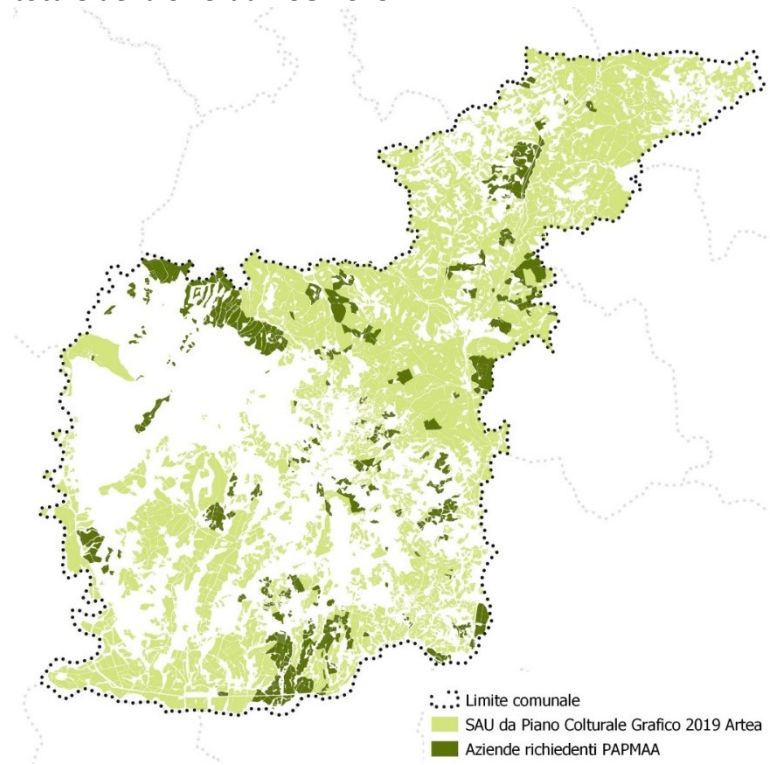 Limite comunale
SAU da Piano Colturale Grafico 2019 Artea
Aziende richiedenti PAPMAA